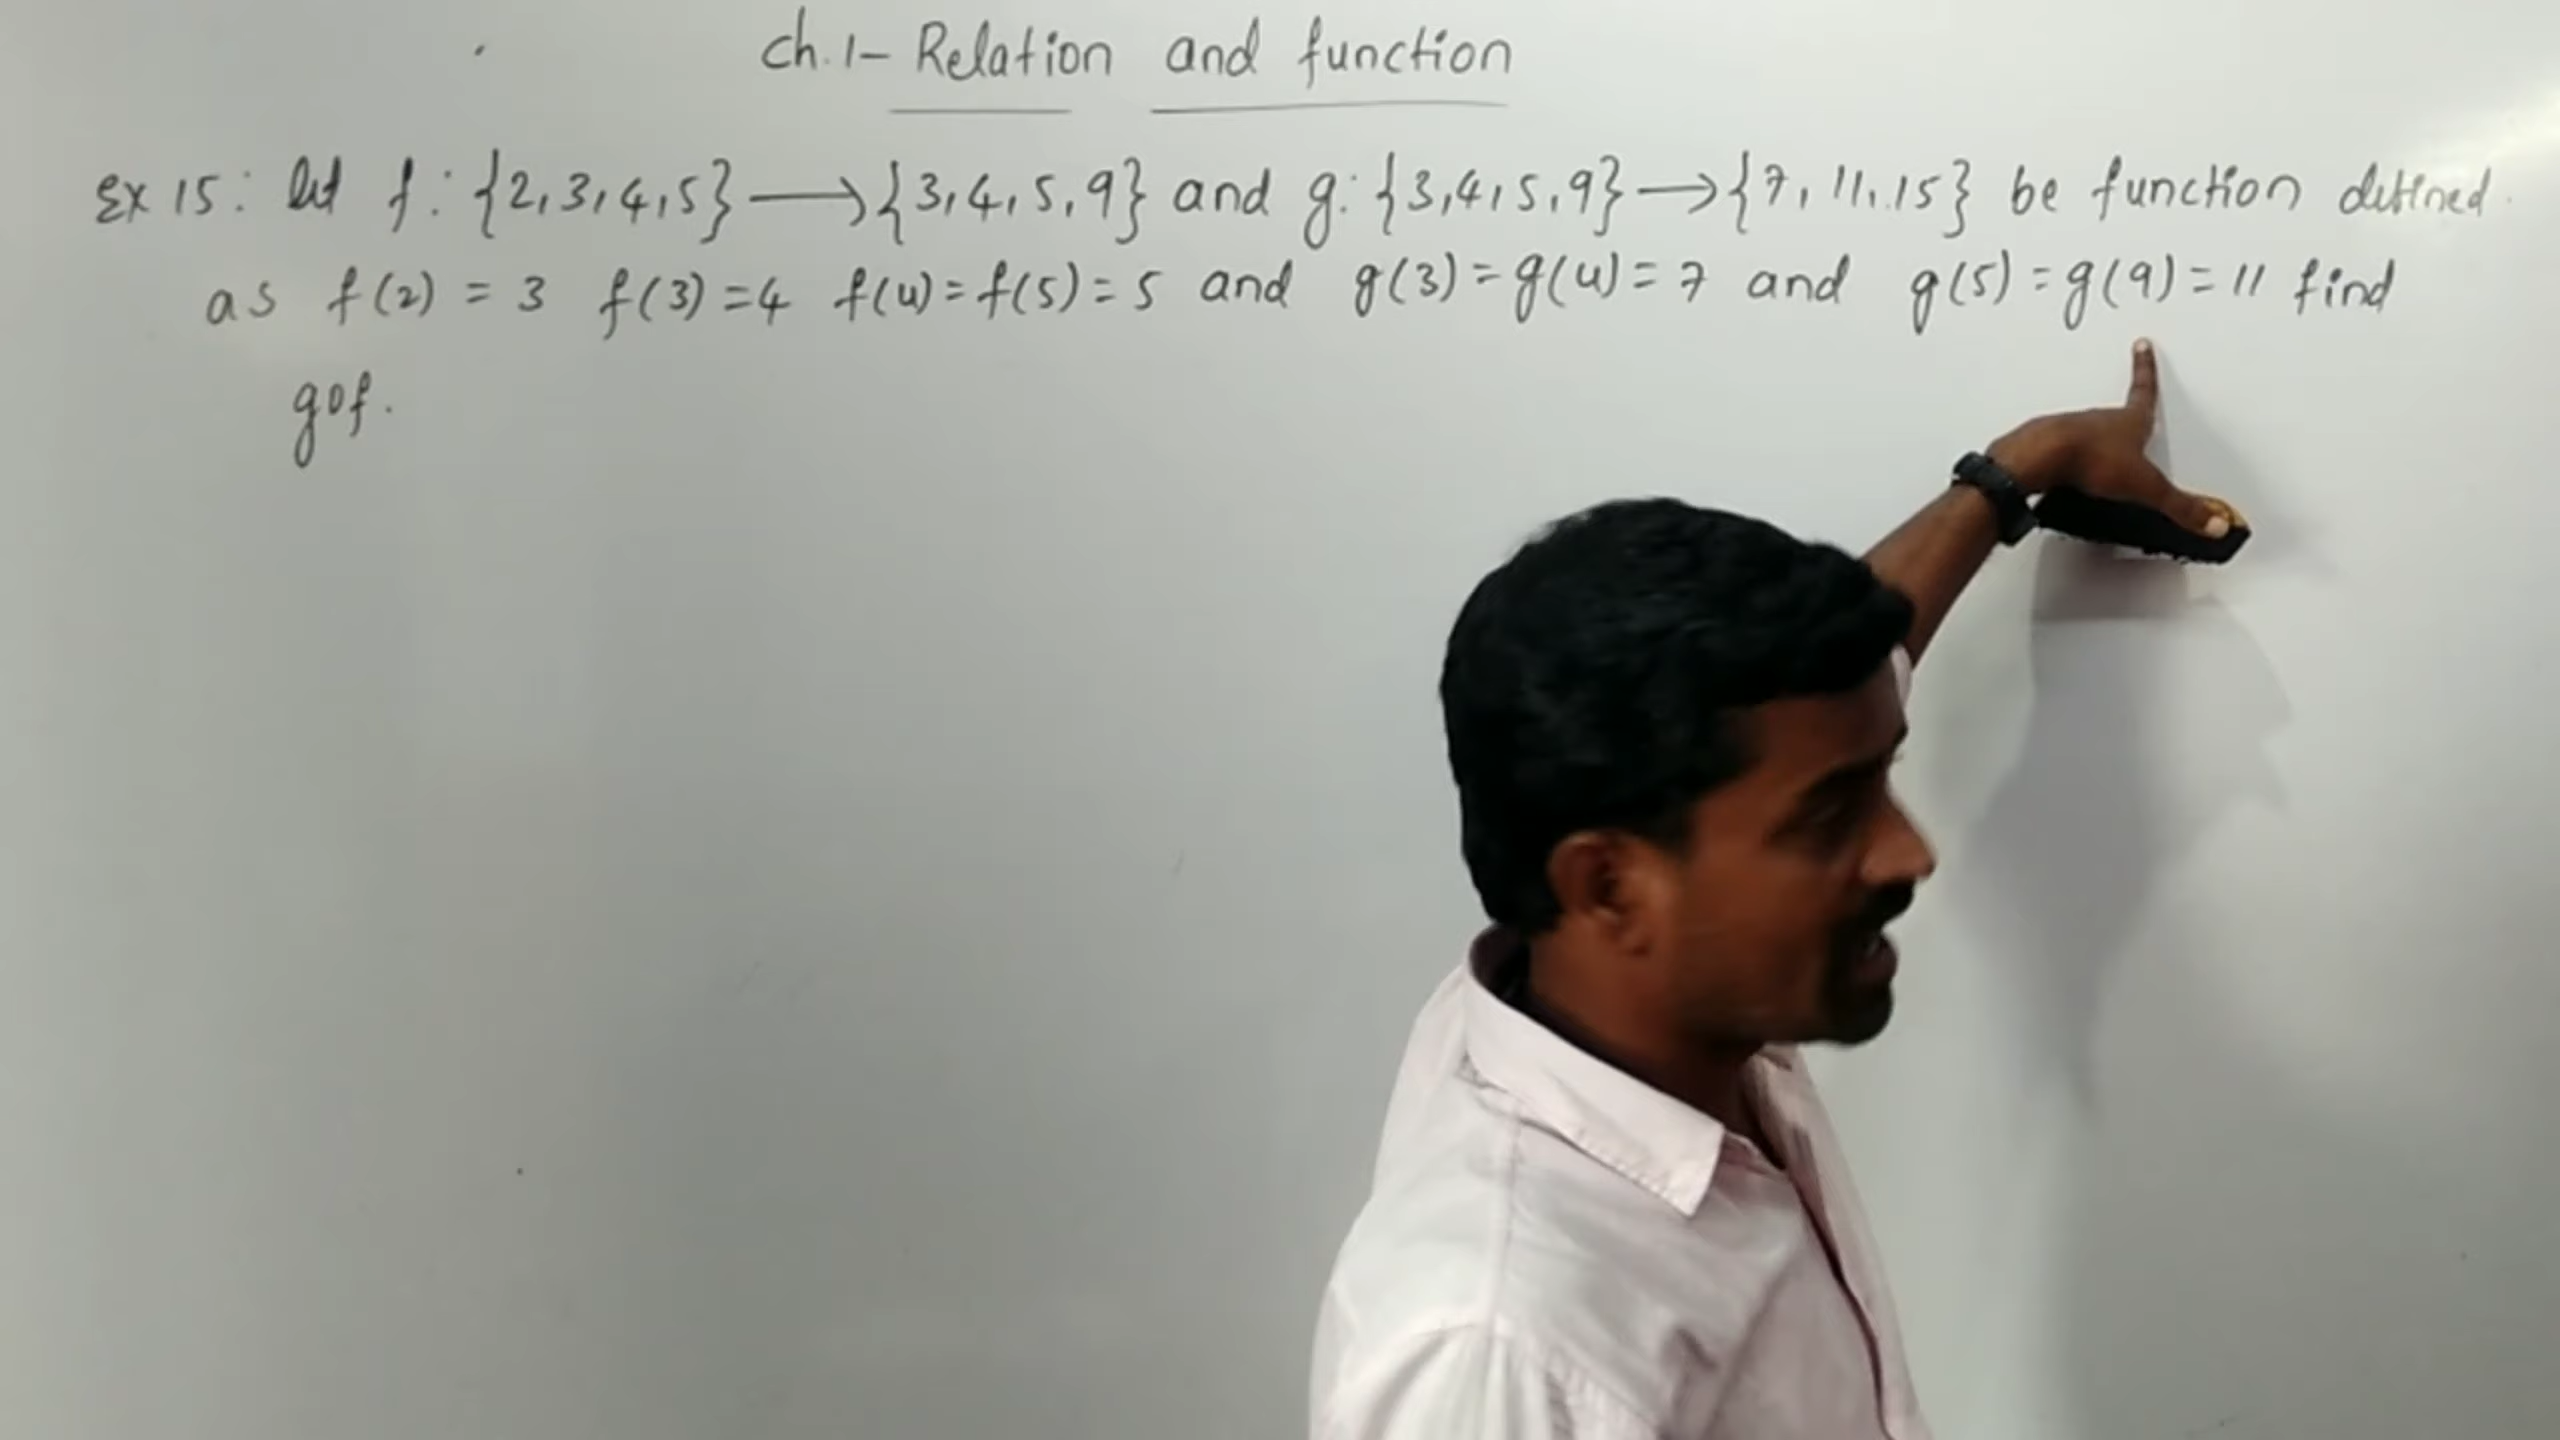 Ch.1- Relation and function
Ex 15: let f: {2,3,4,5} ⟶ {3,4,5,9} and g: {3,4,5,9} → {7, 11, 15} be function defined
as f(2) = 3 f(3) = 4 f(4) = f(5) = 5 and g(3) = g(4) = 7 and g(5) = g(9) = 11 find
gof.